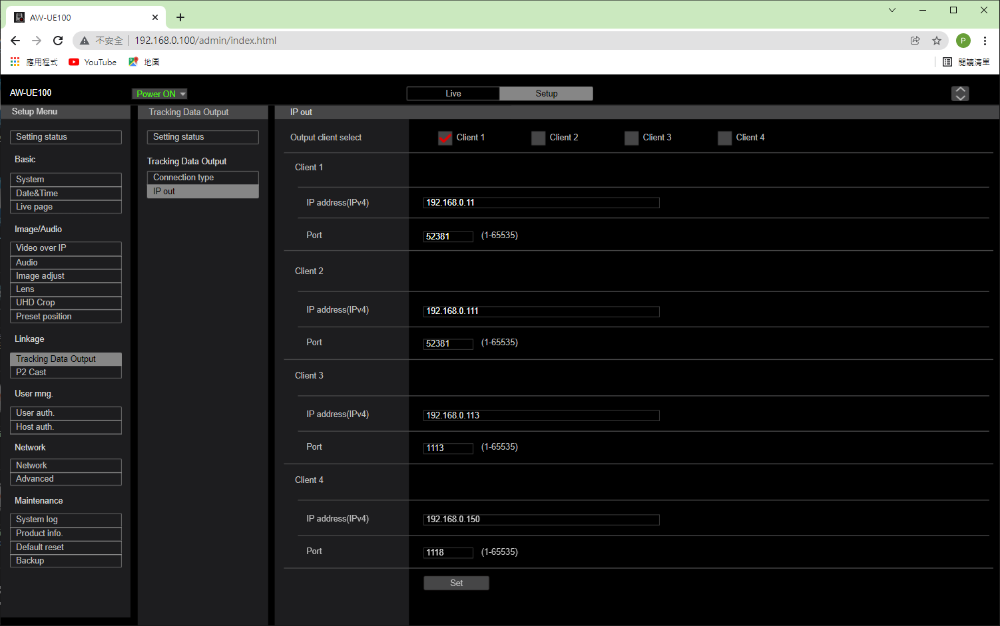 AW-UE100
不安全 192.168.0.100/admin/index.html
P
應用程式 YouTube 地圖 閱讀清單
AW-UE100 Power ON Live Setup
Setup Menu
Setting status
Basic
System
Date&Time
Live page
Image/Audio
Video over IP
Audio
Image adjust
Lens
UHD Crop
Preset position
Linkage
Tracking Data Output
P2 Cast
User mng.
User auth.
Host auth.
Network
Network
Advanced
Maintenance
System log
Product info.
Default reset
Backup
Tracking Data Output
Setting status
Tracking Data Output
Connection type
IP out
IP out
Output client select Client 1 Client 2 Client 3 Client 4
Client 1
IP address(IPv4) 192.168.0.11
Port 52381 (1-65535)
Client 2
IP address(IPv4) 192.168.0.111
Port 52381 (1-65535)
Client 3
IP address(IPv4) 192.168.0.113
Port 1113 (1-65535)
Client 4
IP address(IPv4) 192.168.0.150
Port 1118 (1-65535)
Set